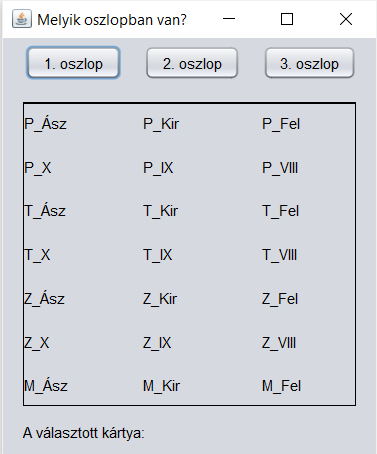 Melyik oszlopban van?
1. oszlop 2. oszlop 3. oszlop
P_Ász P_Kir P_Fel
P_X P_IX P_VIII
T_Ász T_Kir T_Fel
T_X T_IX T_VIII
Z_Ász Z_Kir Z_Fel
Z_X Z_IX Z_VIII
M_Ász M_Kir M_Fel
A választott kártya: